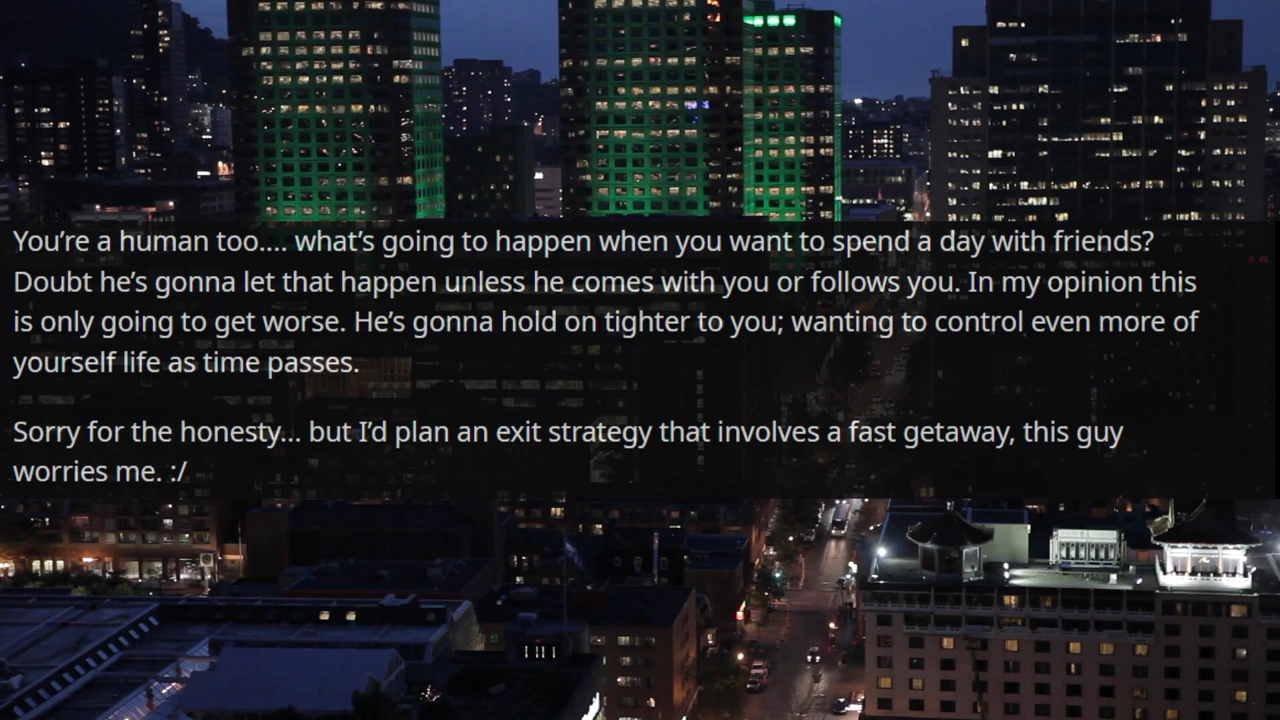 You’re a human too.... what’s going to happen when you want to spend a day with friends?
Doubt he’s gonna let that happen unless he comes with you or follows you. In my opinion this
is only going to get worse. He’s gonna hold on tighter to you; wanting to control even more of
yourself life as time passes.
Sorry for the honesty... but I’d plan an exit strategy that involves a fast getaway, this guy
worries me. :/